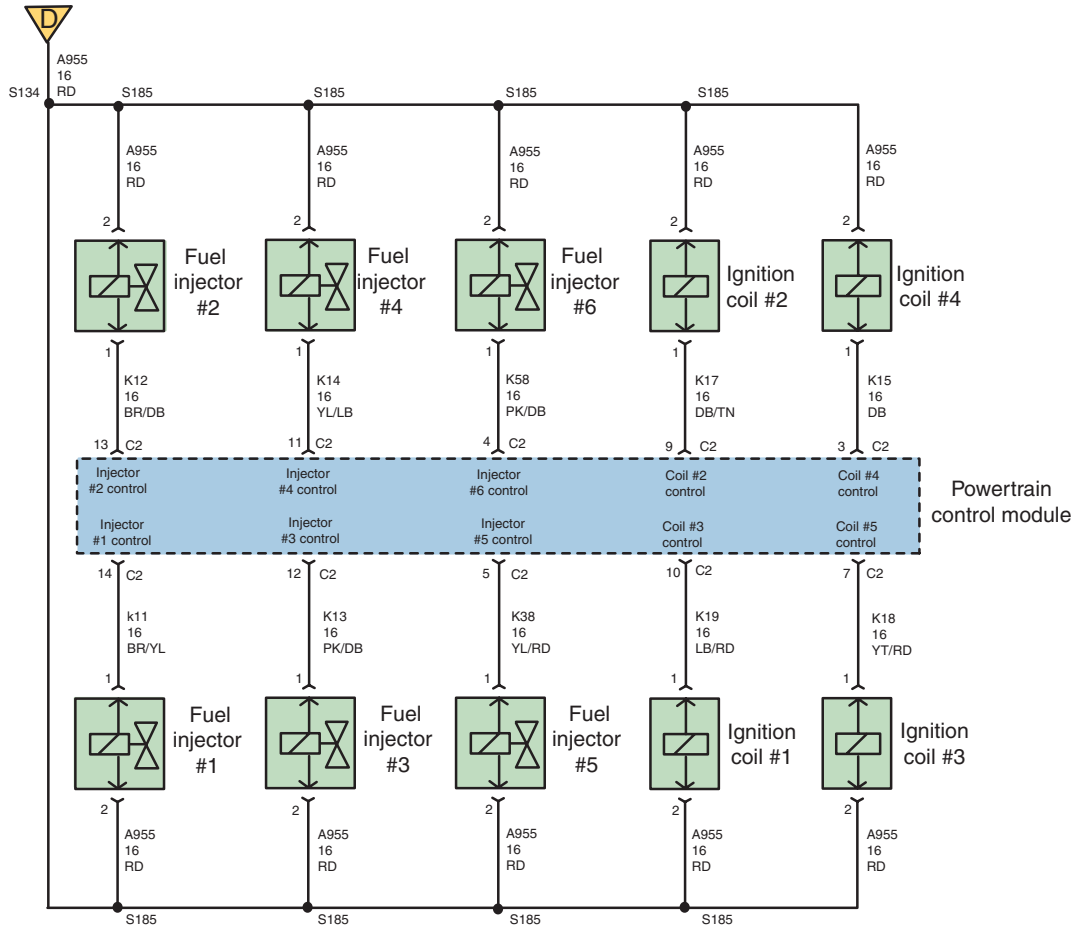 D
A955
16
RD
S134
S185
S185
S185
S185
A955
16
RD
A955
16
RD
A955
16
RD
A955
16
RD
A955
16
RD
2
2
2
2
2
Fuel
injector
#2
Fuel
injector
#4
Fuel
injector
#6
Ignition
coil #2
Ignition
coil #4
1
1
1
1
1
K12
16
BR/DB
K14
16
YL/LB
K58
16
PK/DB
K17
16
DB/TN
K15
16
DB
13 C2
11 C2
4 C2
9 C2
3 C2
Injector
#2 control
Injector
#4 control
Injector
#6 control
Coil #2
control
Coil #4
control
Powertrain
control module
Injector
#1 control
Injector
#3 control
Injector
#5 control
Coil #3
control
Coil #5
control
14 C2
12 C2
5 C2
10 C2
7 C2
k11
16
BR/YL
K13
16
PK/DB
K38
16
YL/RD
K19
16
LB/RD
K18
16
YT/RD
1
1
1
1
1
Fuel
injector
#1
Fuel
injector
#3
Fuel
injector
#5
Ignition
coil #1
Ignition
coil #3
2
2
2
2
2
A955
16
RD
A955
16
RD
A955
16
RD
A955
16
RD
A955
16
RD
S185
S185
S185
S185